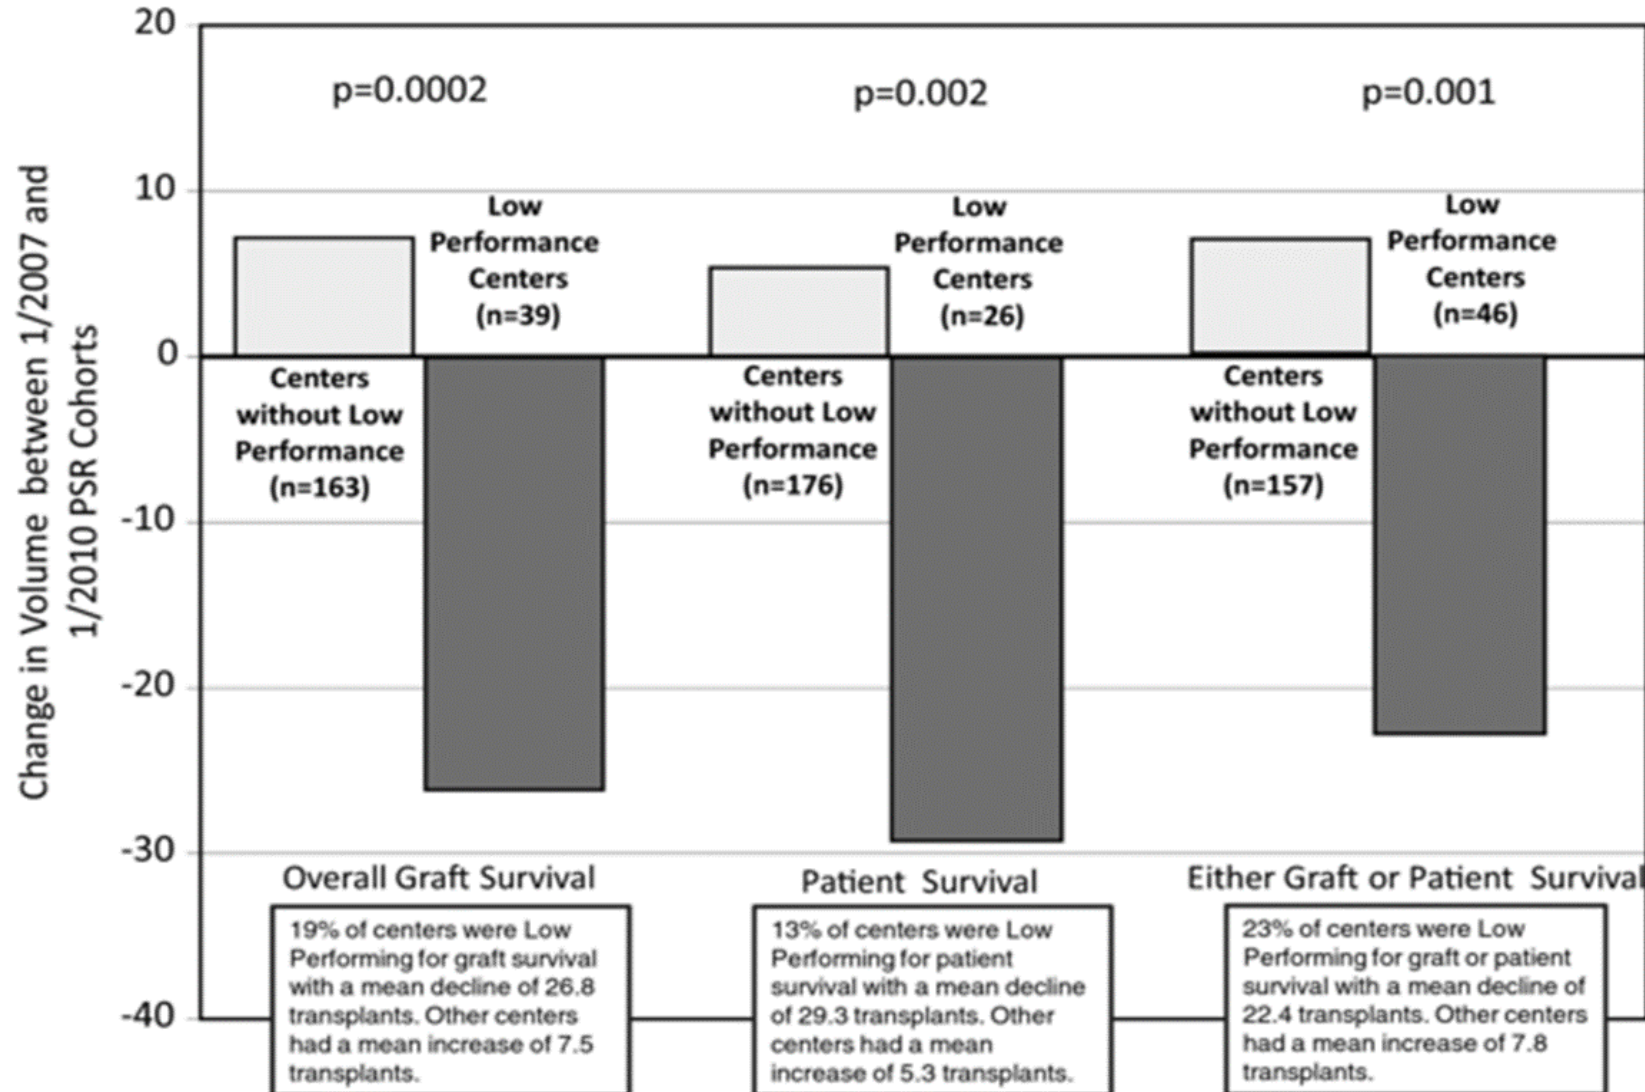 Change in Volume between 1/2007 and
1/2010 PSR Cohorts
20
10
0
-10
-20
-30
-40
p=0.0002
p=0.002
p=0.001
Low
Performance
Centers
(n=39)
Centers
without Low
Performance
(n=163)
Low
Performance
Centers
(n=26)
Centers
without Low
Performance
(n=176)
Low
Performance
Centers
(n=46)
Centers
without Low
Performance
(n=157)
Overall Graft Survival
19% of centers were Low
Performing for graft survival
with a mean decline of 26.8
transplants. Other centers
had a mean increase of 7.5
transplants.
Patient Survival
13% of centers were Low
Performing for patient
survival with a mean decline
of 29.3 transplants. Other
centers had a mean
increase of 5.3 transplants.
Either Graft or Patient Survival
23% of centers were Low
Performing for graft or patient
survival with a mean decline of
22.4 transplants. Other centers
had a mean increase of 7.8
transplants.